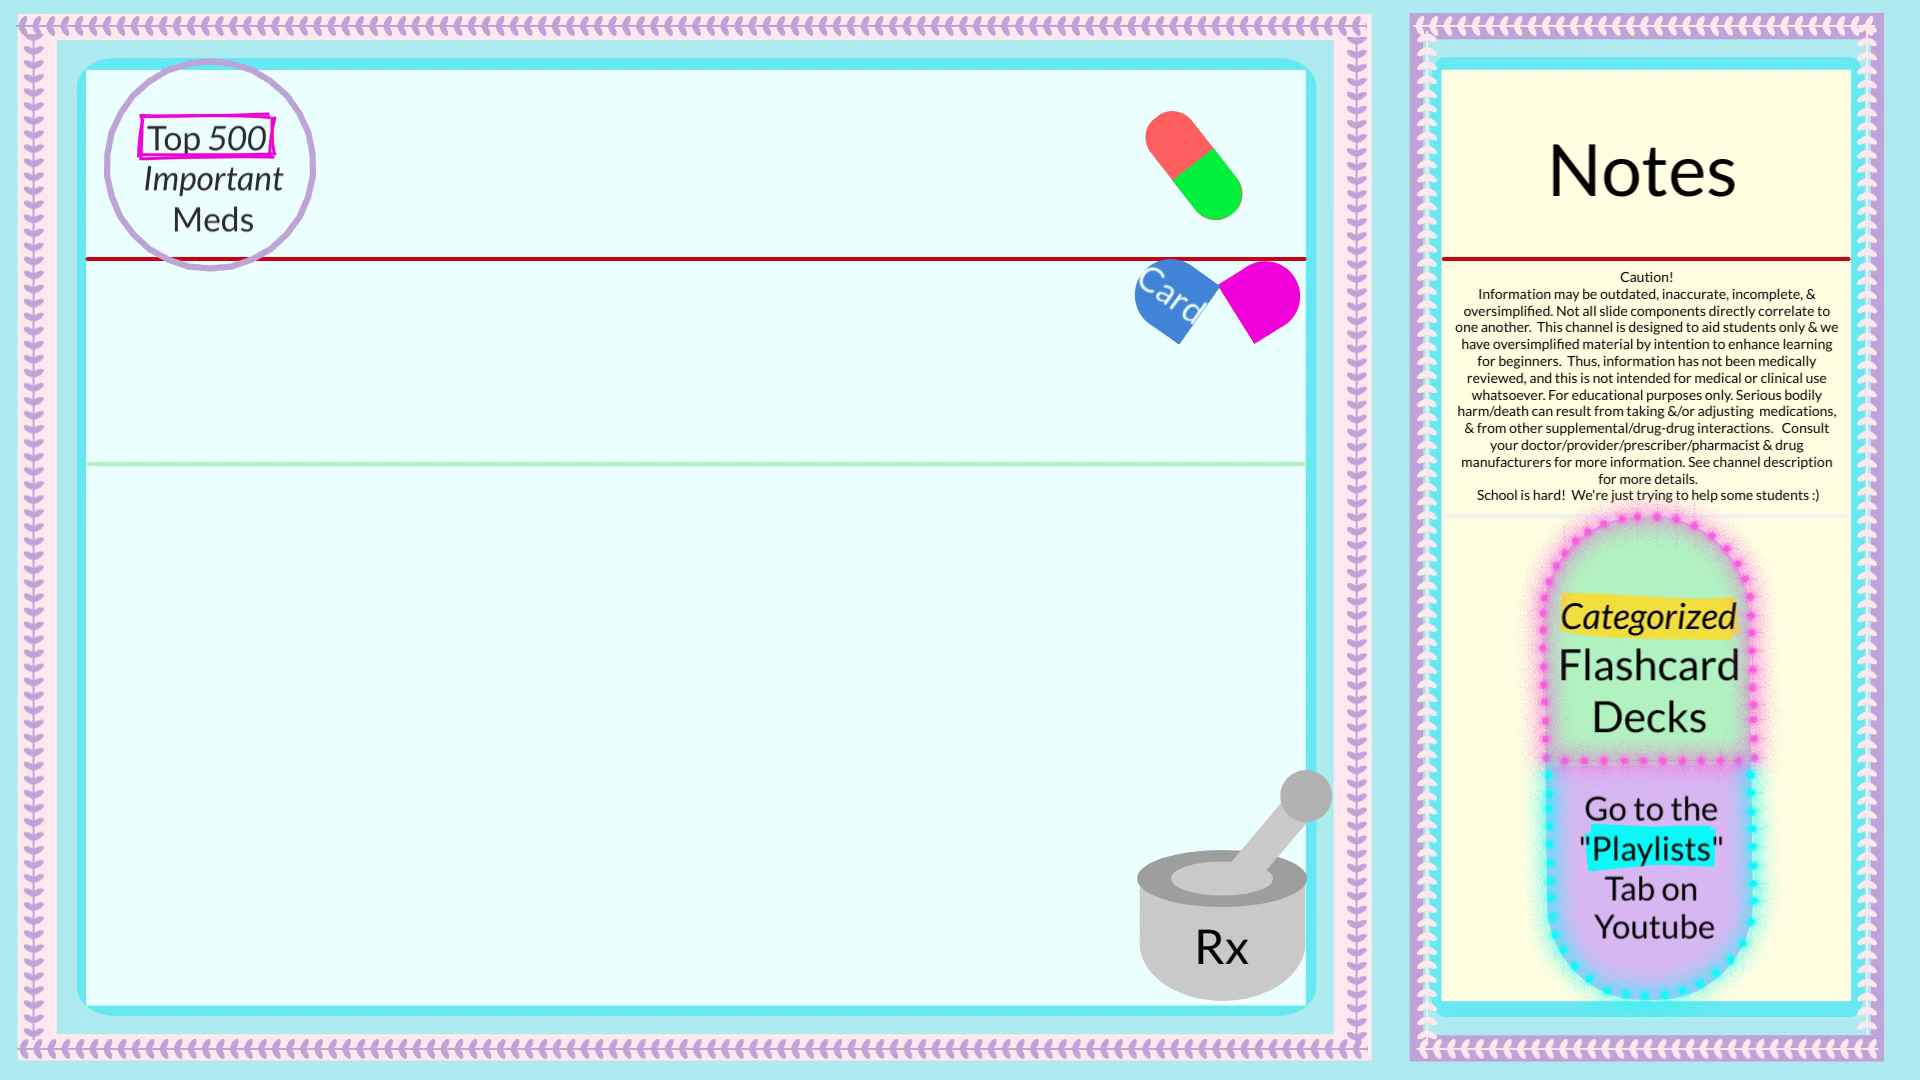 Top 500
Important
Meds
Card
Rx
Notes
Caution!
Information may be outdated, inaccurate, incomplete, &
oversimplified. Not all slide components directly correlate to
one another. This channel is designed to aid students only & we
have oversimplified material by intention to enhance learning
for beginners. Thus, information has not been medically
reviewed, and this is not intended for medical or clinical use
whatsoever. For educational purposes only. Serious bodily
harm/death can result from taking &/or adjusting medications,
& from other supplemental/drug-drug interactions. Consult
your doctor/provider/prescriber/pharmacist & drug
manufacturers for more information. See channel description
for more details.
School is hard! We're just trying to help some students :)
Categorized
Flashcard
Decks
Go to the
"Playlists"
Tab on
Youtube